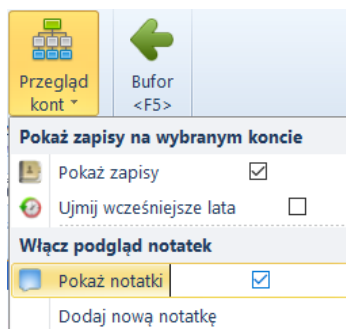 Przegląd
kont
Bufor
<F5>
Pokaż zapisy na wybranym koncie
Pokaż zapisy
Ujmij wcześniejsze lata
Włącz podgląd notatek
Pokaż notatki
Dodaj nową notatkę